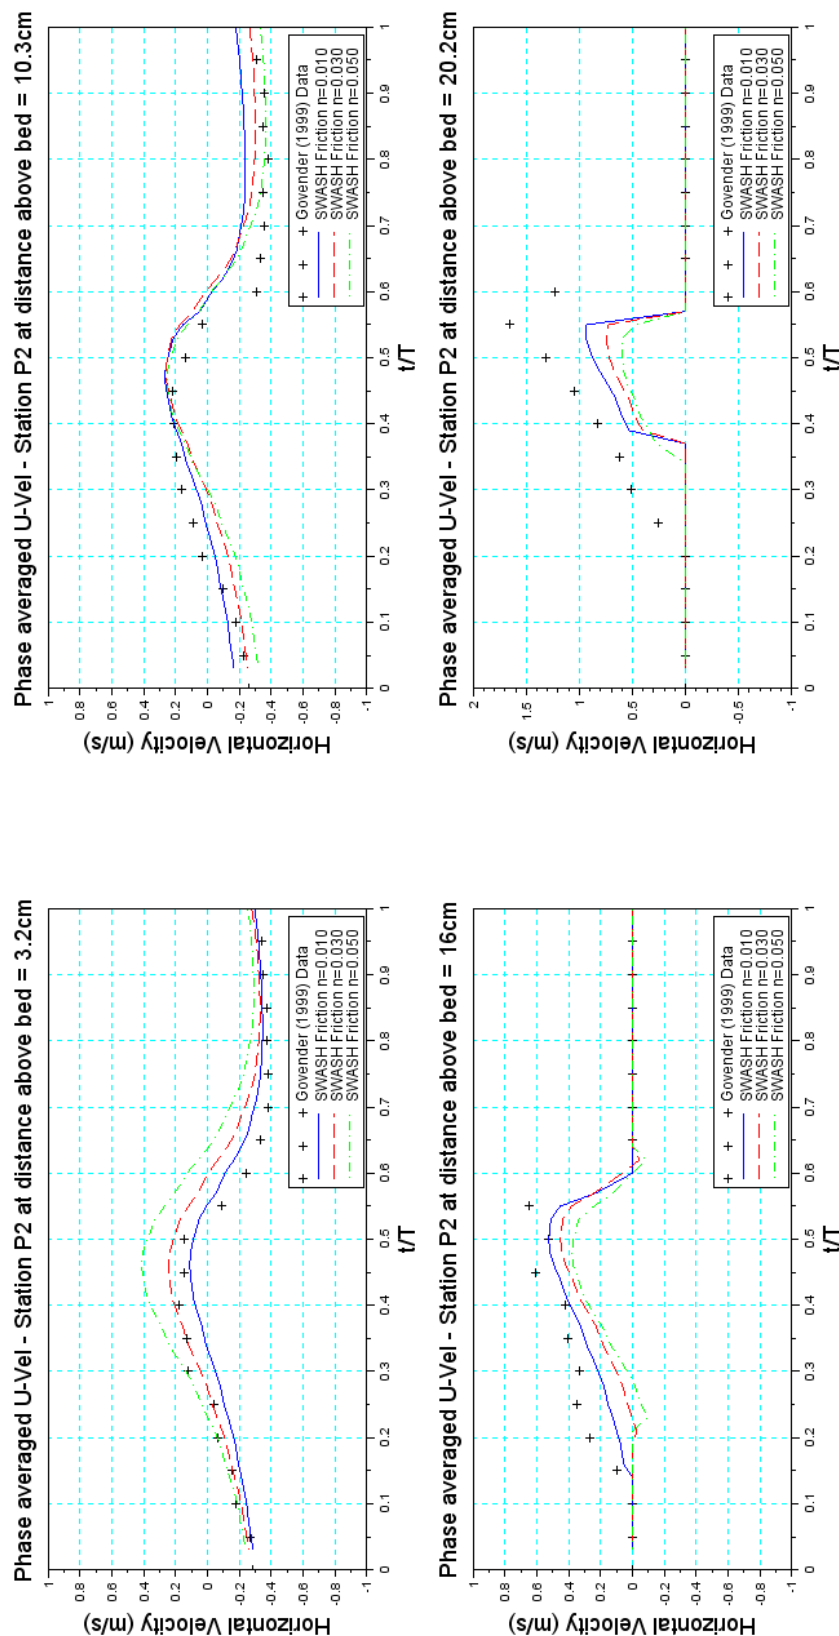 Phase averaged U-Vel - Station P2 at distance above bed = 3.2cm
Horizontal Velocity (m/s)
1
0.8
0.6
0.4
0.2
0
-0.2
-0.4
-0.6
-0.8
-1
0 0.1 0.2 0.3 0.4 0.5 0.6 0.7 0.8 0.9 1
t/T
Govender (1999) Data
SWASH Friction n=0.010
SWASH Friction n=0.030
SWASH Friction n=0.050
Phase averaged U-Vel - Station P2 at distance above bed = 10.3cm
Horizontal Velocity (m/s)
1
0.8
0.6
0.4
0.2
0
-0.2
-0.4
-0.6
-0.8
-1
0 0.1 0.2 0.3 0.4 0.5 0.6 0.7 0.8 0.9 1
t/T
Govender (1999) Data
SWASH Friction n=0.010
SWASH Friction n=0.030
SWASH Friction n=0.050
Phase averaged U-Vel - Station P2 at distance above bed = 16cm
Horizontal Velocity (m/s)
1
0.8
0.6
0.4
0.2
0
-0.2
-0.4
-0.6
-0.8
-1
0 0.1 0.2 0.3 0.4 0.5 0.6 0.7 0.8 0.9 1
t/T
Govender (1999) Data
SWASH Friction n=0.010
SWASH Friction n=0.030
SWASH Friction n=0.050
Phase averaged U-Vel - Station P2 at distance above bed = 20.2cm
Horizontal Velocity (m/s)
2
1.5
1
0.5
0
-0.5
-1
0 0.1 0.2 0.3 0.4 0.5 0.6 0.7 0.8 0.9 1
t/T
Govender (1999) Data
SWASH Friction n=0.010
SWASH Friction n=0.030
SWASH Friction n=0.050